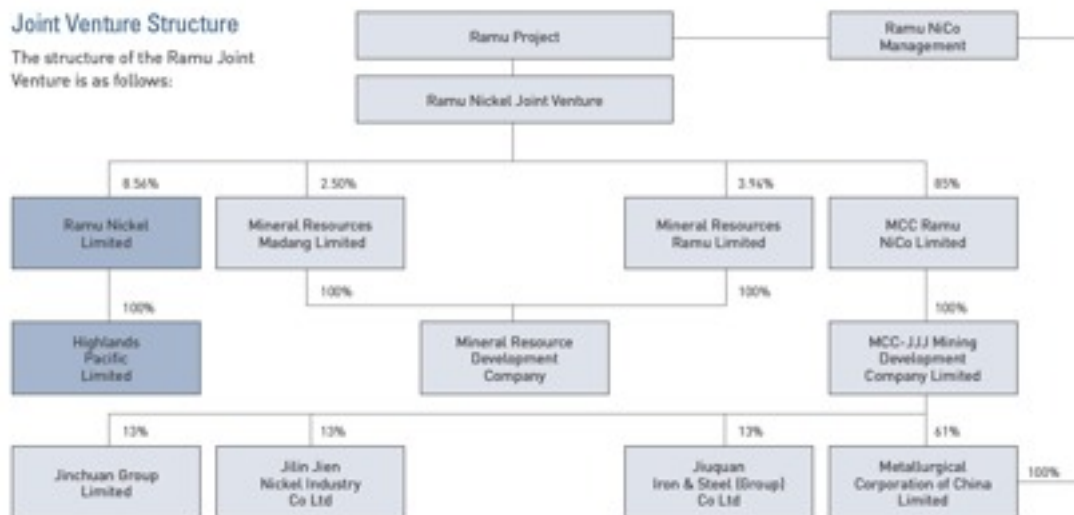 Joint Venture Structure
The structure of the Ramu Joint
Venture is as follows:
Ramu Project
Ramu NiCo
Management
Ramu Nickel Joint Venture
8.56%
2.50%
3.94%
85%
Ramu Nickel
Limited
Mineral Resources
Madang Limited
Mineral Resources
Ramu Limited
MCC Ramu
NiCo Limited
100%
100%
100%
100%
Highlands
Pacific
Limited
Mineral Resource
Development
Company
MCC-JJJ Mining
Development
Company Limited
13%
13%
13%
61%
Jinchuan Group
Limited
Jilin Jien
Nickel Industry
Co Ltd
Jiuquan
Iron & Steel (Group)
Co Ltd
Metallurgical
Corporation of China
Limited
100%